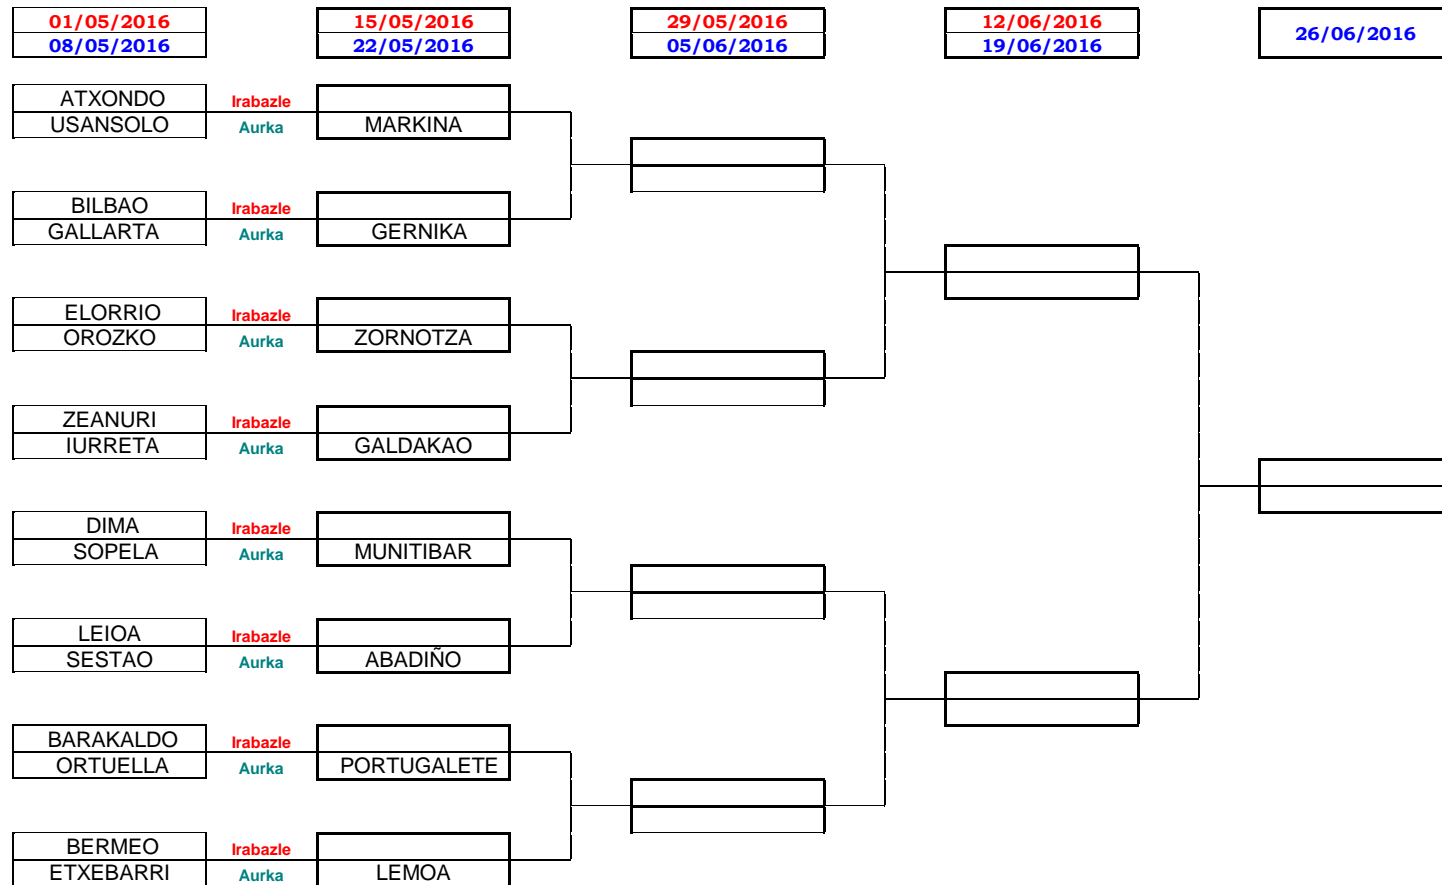 01/05/2016 15/05/2016 29/05/2016 12/06/2016
08/05/2016 22/05/2016 05/06/2016 19/06/2016 26/06/2016
ATXONDO Irabazle
USANSOLO Aurka MARKINA
BILBAO Irabazle
GALLARTA Aurka GERNIKA
ELORRIO Irabazle
OROZKO Aurka ZORNOTZA
ZEANURI Irabazle
IURRETA Aurka GALDAKAO
DIMA Irabazle
SOPELA Aurka MUNITIBAR
LEIOA Irabazle
SESTAO Aurka ABADIÑO
BARAKALDO Irabazle
ORTUELLA Aurka PORTUGALETE
BERMEO Irabazle
ETXEBARRI Aurka LEMOA